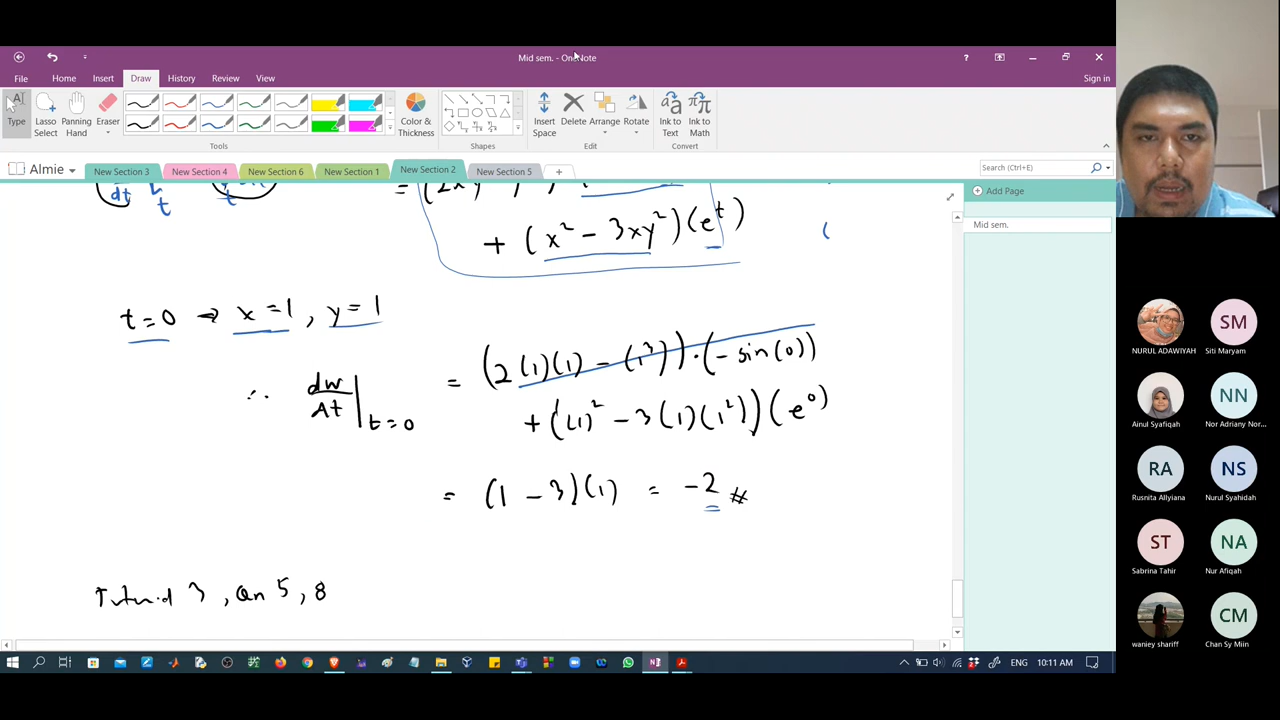 Mid sem. - OneNote
File Home Insert Draw History Review View
Sign in
Type Lasso Select Panning Hand Eraser Color & Thickness Insert Space Delete Arrange Rotate Ink to Text Ink to Math
Tools Shapes Edit Convert
Almie New Section 3 New Section 4 New Section 6 New Section 1 New Section 2 New Section 5 +
Search (Ctrl+E)
Add Page
Mid sem.
+ (x² - 3xy²)(e^t)
t=0 → x=1, y=1
∴ dw/dt |t=0 = (2(1)(1) - (1³))·(-sin(0))
+ ((1)² - 3(1)(1²))(e⁰)
= (1 - 3)(1) = -2 #
3, Qn 5, 8
NURUL ADAWIYAH
SM
Siti Maryam
Ainul Syafiqah
NN
Nor Adriany Nor...
RA
Rusnita Allyiana
NS
Nurul Syahidah
ST
Sabrina Tahir
NA
Nur Afiqah
waniey shariff
CM
Chan Sy Miin
ENG 10:11 AM